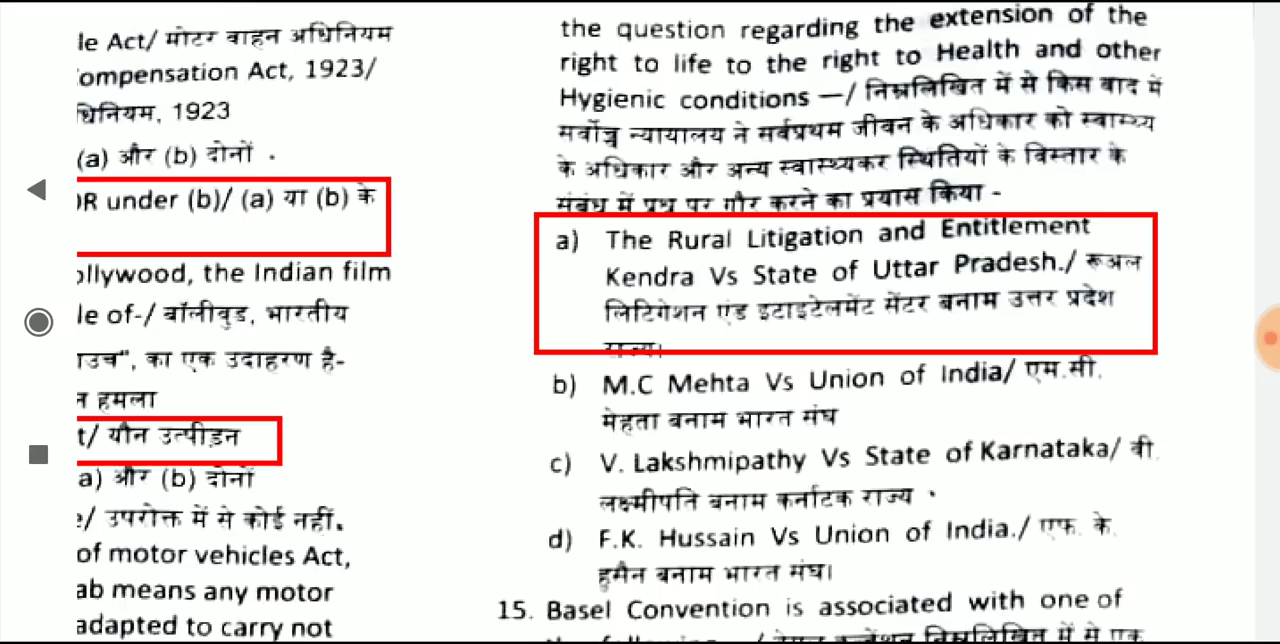 le Act/ मोटर वाहन अधिनियम
ompensation Act, 1923/
धिनियम, 1923
(a) और (b) दोनों .
R under (b)/ (a) या (b) के
ollywood, the Indian film
le of-/ बॉलीवुड, भारतीय
गउच", का एक उदाहरण है-
न हमला
t/ यौन उत्पीड़न
a) और (b) दोनों
e/ उपरोक्त में से कोई नहीं.
of motor vehicles Act,
ab means any motor
adapted to carry not
the question regarding the extension of the
right to life to the right to Health and other
Hygienic conditions —/ निम्नलिखित में से किस वाद में
सर्वोच्च न्यायालय ने सर्वप्रथम जीवन के अधिकार को स्वास्थ्य
के अधिकार और अन्य स्वास्थ्यकर स्थितियों के विस्तार के
संबंध में प्रश्न पर गौर करने का प्रयास किया -
a) The Rural Litigation and Entitlement
Kendra Vs State of Uttar Pradesh./ रूअल
लिटिगेशन एंड इटाइटेलमेंट सेंटर बनाम उत्तर प्रदेश
राज्य।
b) M.C Mehta Vs Union of India/ एम.सी.
मेहता बनाम भारत संघ
c) V. Lakshmipathy Vs State of Karnataka/ वी.
लक्ष्मीपति बनाम कर्नाटक राज्य .
d) F.K. Hussain Vs Union of India./ एफ. के.
हुसैन बनाम भारत संघ।
15. Basel Convention is associated with one of
निम्नलिखित में से एक